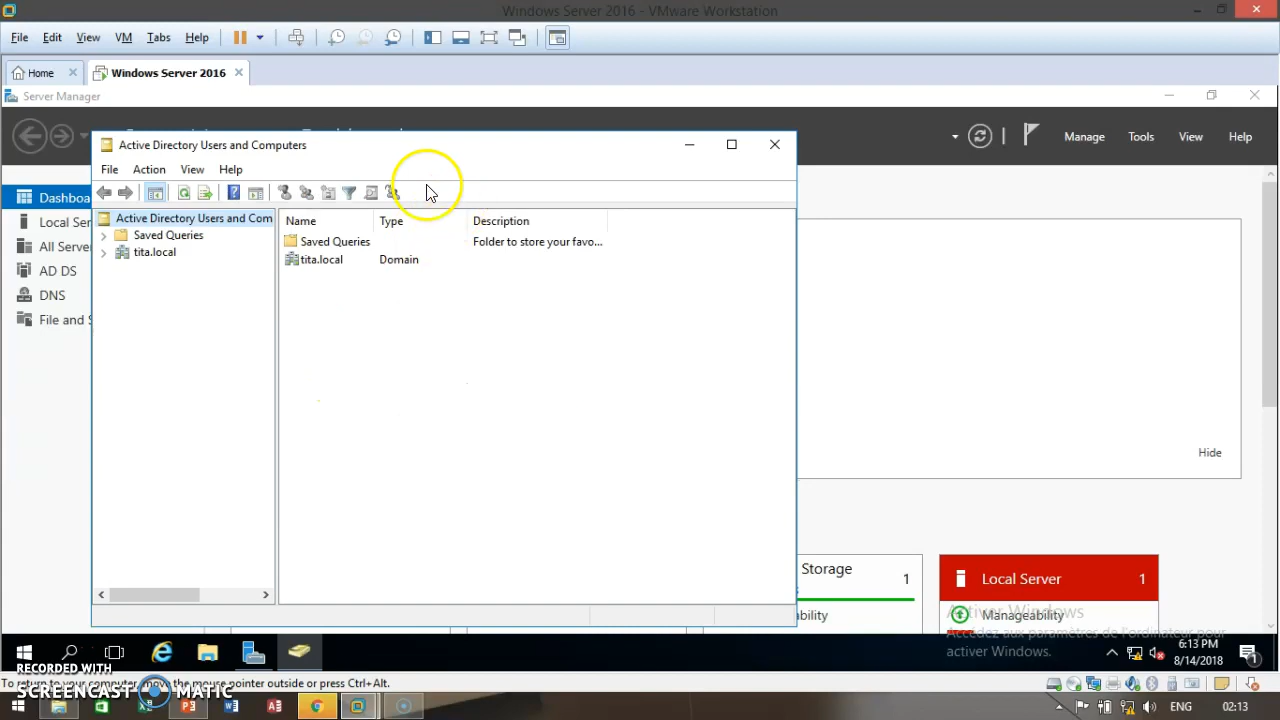 Windows Server 2016 - VMware Workstation
File Edit View VM Tabs Help
Home Windows Server 2016
Server Manager
Manage Tools View Help
Active Directory Users and Computers
File Action View Help
Dashboa
Local Ser
All Server
AD DS
DNS
File and S
Active Directory Users and Com
Saved Queries
tita.local
Name Type Description
Saved Queries Folder to store your favo...
tita.local Domain
Hide
Storage 1
bility
Local Server 1
Manageability
Activer Windows
Accédez aux paramètres de l'ordinateur pour
activer Windows.
6:13 PM
8/14/2018
1
To return to your computer, move the mouse pointer outside or press Ctrl+Alt.
RECORDED WITH
SCREENCAST MATIC
ENG 02:13